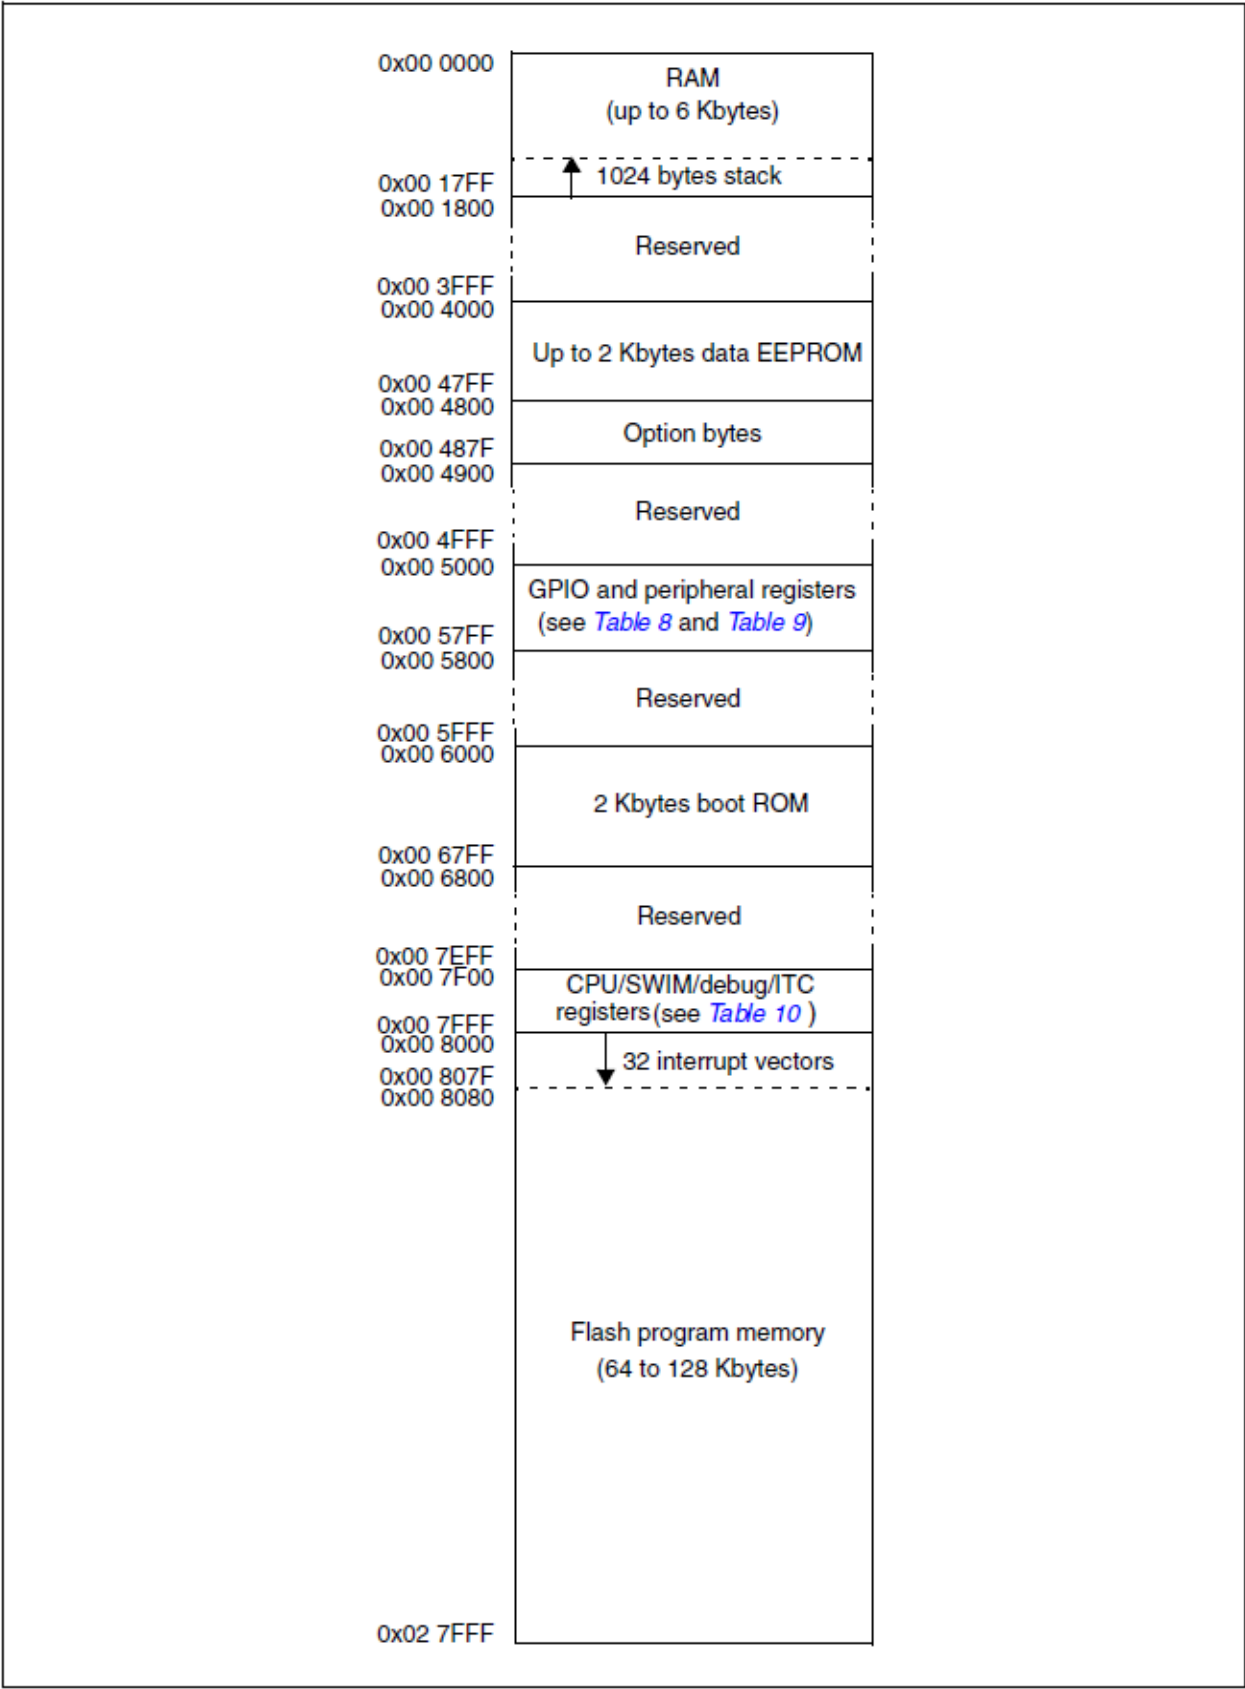 0x00 0000
RAM
(up to 6 Kbytes)
1024 bytes stack
0x00 17FF
0x00 1800
Reserved
0x00 3FFF
0x00 4000
Up to 2 Kbytes data EEPROM
0x00 47FF
0x00 4800
Option bytes
0x00 487F
0x00 4900
Reserved
0x00 4FFF
0x00 5000
GPIO and peripheral registers
(see Table 8 and Table 9)
0x00 57FF
0x00 5800
Reserved
0x00 5FFF
0x00 6000
2 Kbytes boot ROM
0x00 67FF
0x00 6800
Reserved
0x00 7EFF
0x00 7F00
CPU/SWIM/debug/ITC
registers (see Table 10 )
0x00 7FFF
0x00 8000
32 interrupt vectors
0x00 807F
0x00 8080
Flash program memory
(64 to 128 Kbytes)
0x02 7FFF